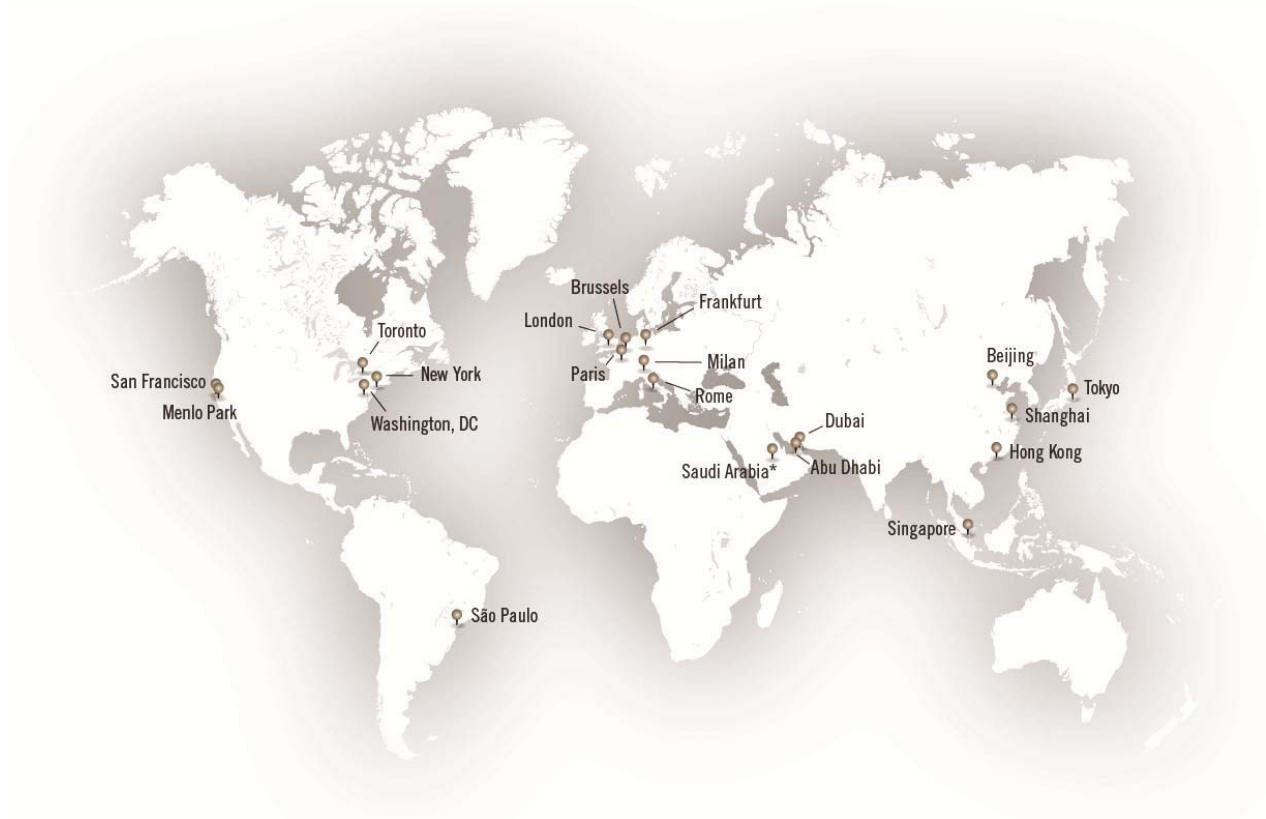 Brussels
Frankfurt
London
Toronto
Beijing
Paris
Milan
New York
San Francisco
Tokyo
Rome
Menlo Park
Shanghai
Washington, DC
Dubai
Hong Kong
Saudi Arabia*
Abu Dhabi
Singapore
São Paulo